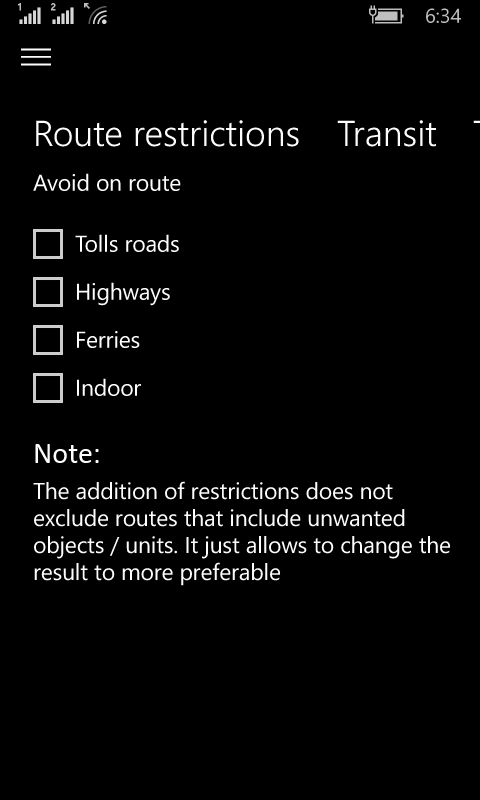 1 2 6:34
Route restrictions Transit
Avoid on route
Tolls roads
Highways
Ferries
Indoor
Note:
The addition of restrictions does not
exclude routes that include unwanted
objects / units. It just allows to change the
result to more preferable